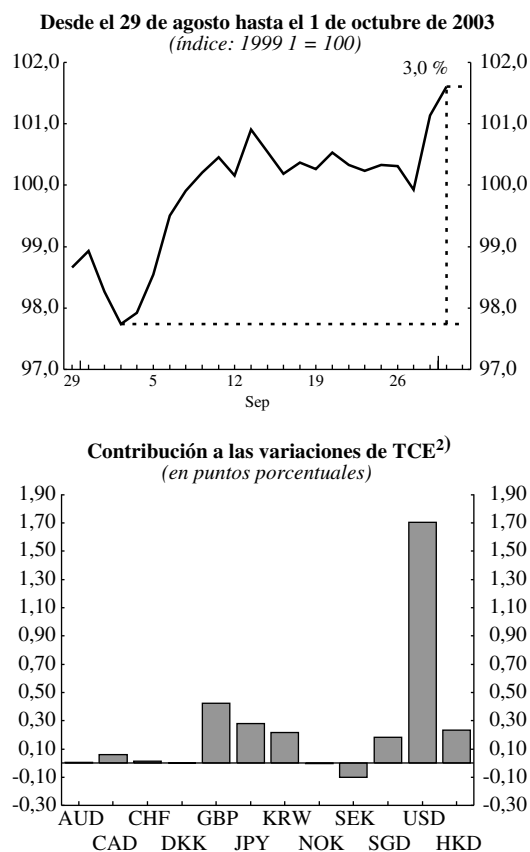 Desde el 29 de agosto hasta el 1 de octubre de 2003
(índice: 1999 1 = 100)
102,0 3,0 % 102,0
101,0 101,0
100,0 100,0
99,0 99,0
98,0 98,0
97,0 97,0
29 5 12 19 26
Sep
Contribución a las variaciones de TCE2)
(en puntos porcentuales)
1,90 1,90
1,70 1,70
1,50 1,50
1,30 1,30
1,10 1,10
0,90 0,90
0,70 0,70
0,50 0,50
0,30 0,30
0,10 0,10
-0,10 -0,10
-0,30 -0,30
AUD CHF GBP KRW SEK USD
CAD DKK JPY NOK SGD HKD